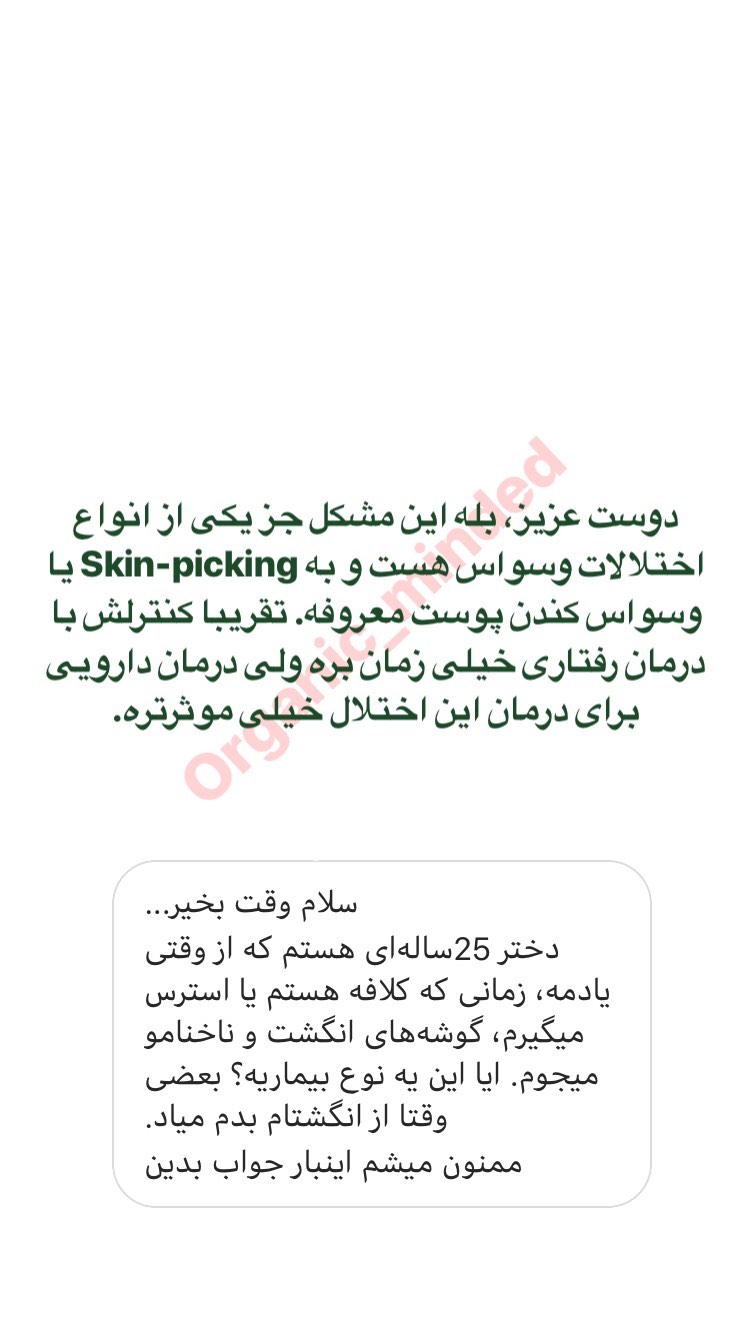 دوست عزیز، بله این مشکل جز یکی از انواع
اختلالات وسواس هست و به Skin-picking یا
وسواس کندن پوست معروفه. تقریبا کنترلش با
درمان رفتاری خیلی زمان بره ولی درمان دارویی
برای درمان این اختلال خیلی موثرتره.
Organic_minded
سلام وقت بخیر...
دختر 25ساله‌ای هستم که از وقتی
یادمه، زمانی که کلافه هستم یا استرس
میگیرم، گوشه‌های انگشت و ناخنامو
میجوم. ایا این یه نوع بیماریه؟ بعضی
وقتا از انگشتام بدم میاد.
ممنون میشم اینبار جواب بدین